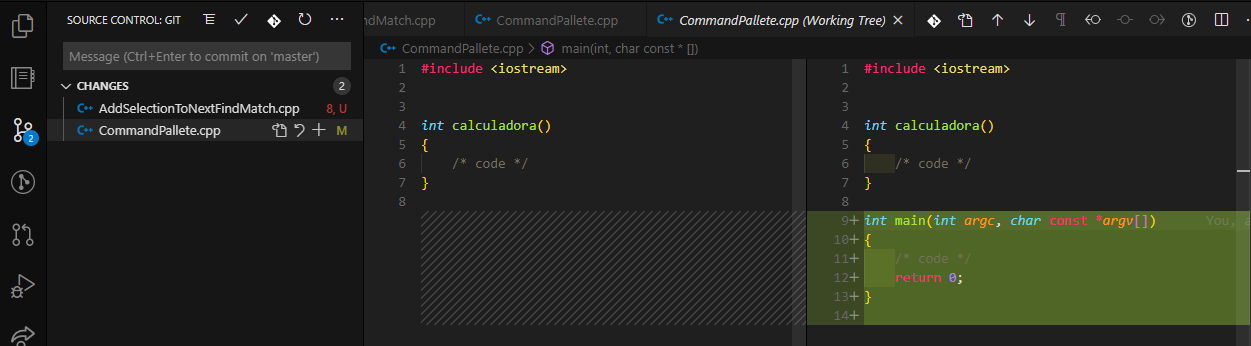 SOURCE CONTROL: GIT
Message (Ctrl+Enter to commit on 'master')
CHANGES 2
C++ AddSelectionToNextFindMatch.cpp 8, U
C++ CommandPallete.cpp M
2
ndMatch.cpp
C++ CommandPallete.cpp
CommandPallete.cpp (Working Tree)
C++ CommandPallete.cpp > main(int, char const * [])
1 #include <iostream>
2
3
4 int calculadora()
5 {
6 /* code */
7 }
8
1 #include <iostream>
2
3
4 int calculadora()
5 {
6 /* code */
7 }
8
9+ int main(int argc, char const *argv[]) You,
10+ {
11+ /* code */
12+ return 0;
13+ }
14+